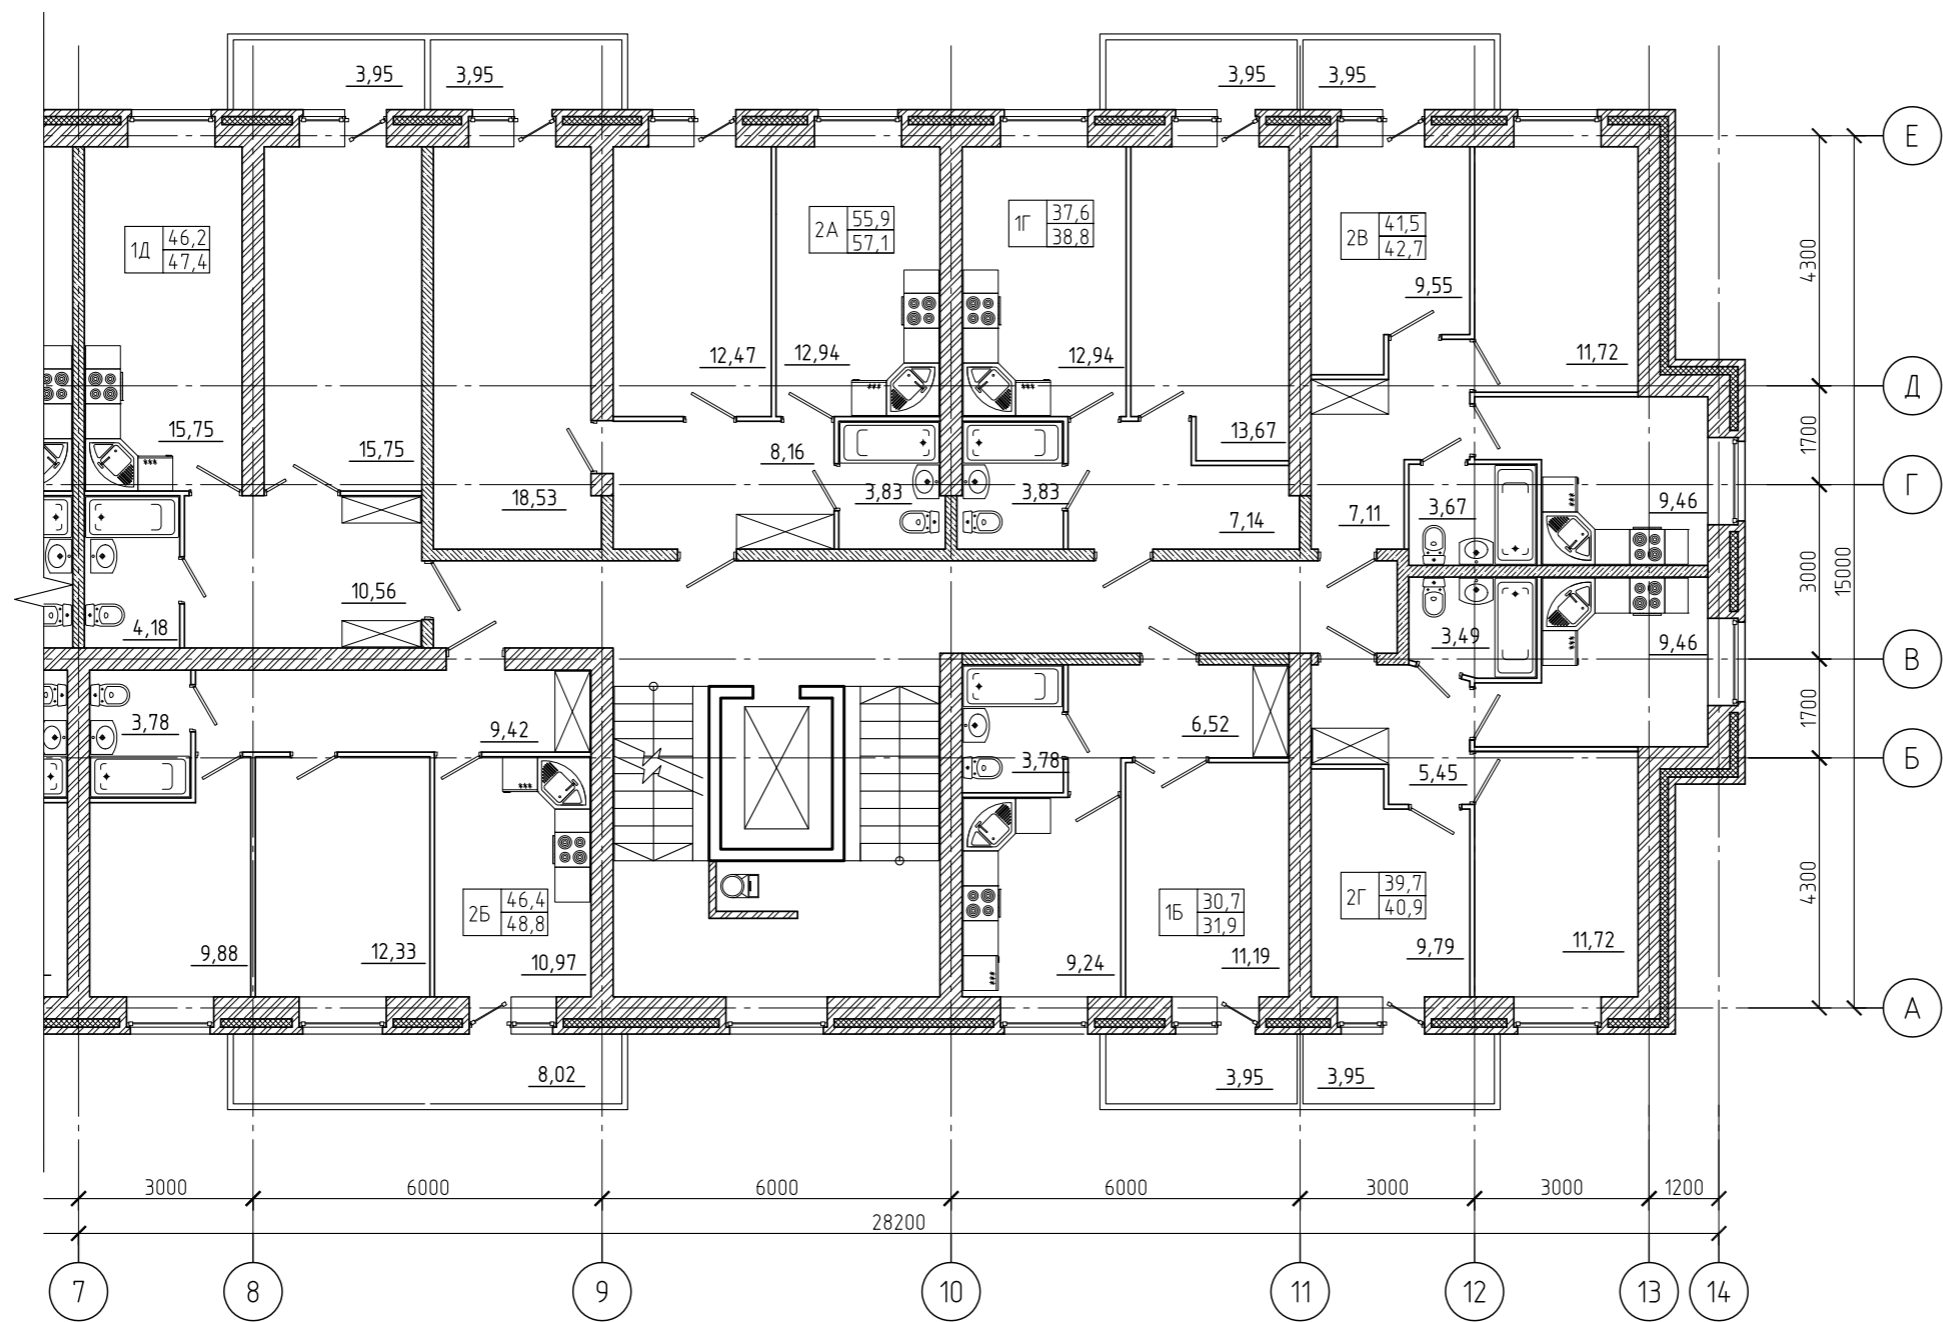 3,95 3,95 3,95 3,95
Е
1Д 46,2 47,4
2А 55,9 57,1
1Г 37,6 38,8
2В 41,5 42,7
4300
9,55
12,47 12,94 12,94 11,72
Д
15,75 15,75 8,16 13,67
1700
18,53 3,83 3,83 7,14 7,11 3,67 9,46
Г
3000
15000
10,56
4,18 3,49 9,46
В
3,78 9,42 6,52
1700
3,78 5,45
Б
2Б 46,4 48,8
1Б 30,7 31,9
2Г 39,7 40,9
4300
9,88 12,33 10,97 9,24 11,19 9,79 11,72
А
8,02 3,95 3,95
3000 6000 6000 6000 3000 3000 1200
28200
7 8 9 10 11 12 13 14